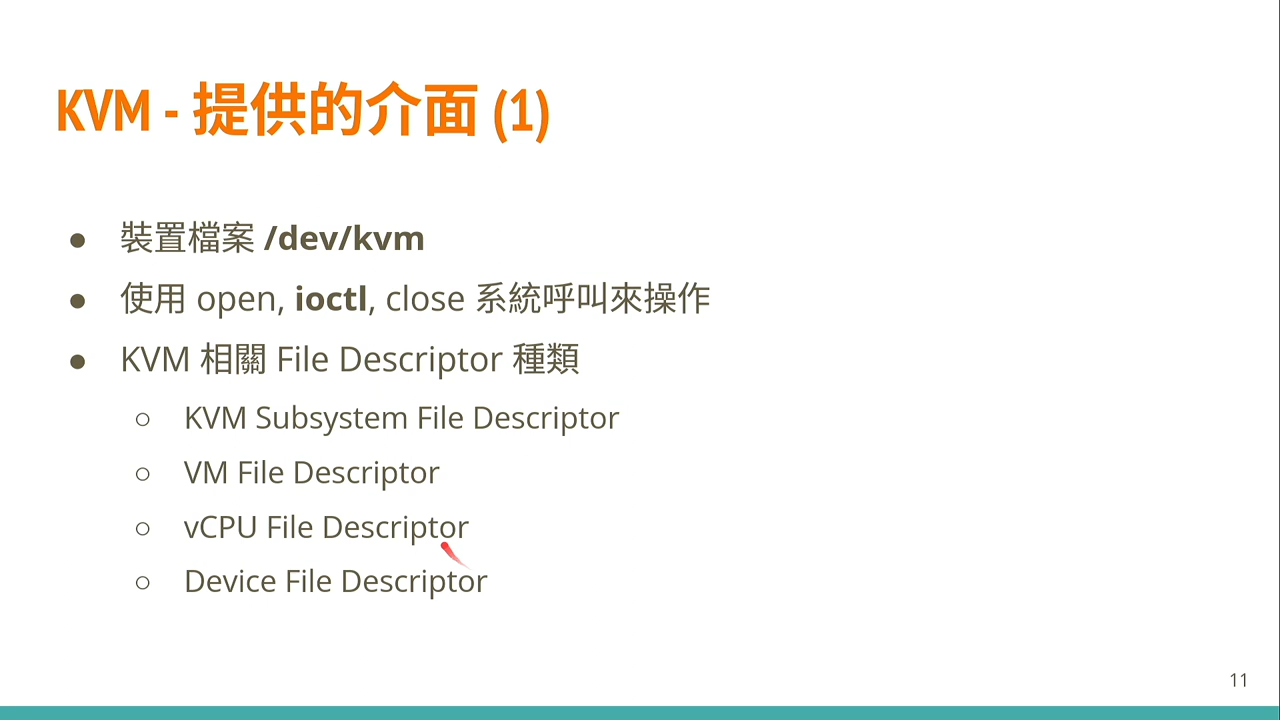 KVM - 提供的介面 (1)
● 裝置檔案 /dev/kvm
● 使用 open, ioctl, close 系統呼叫來操作
● KVM 相關 File Descriptor 種類
○ KVM Subsystem File Descriptor
○ VM File Descriptor
○ vCPU File Descriptor
○ Device File Descriptor
11